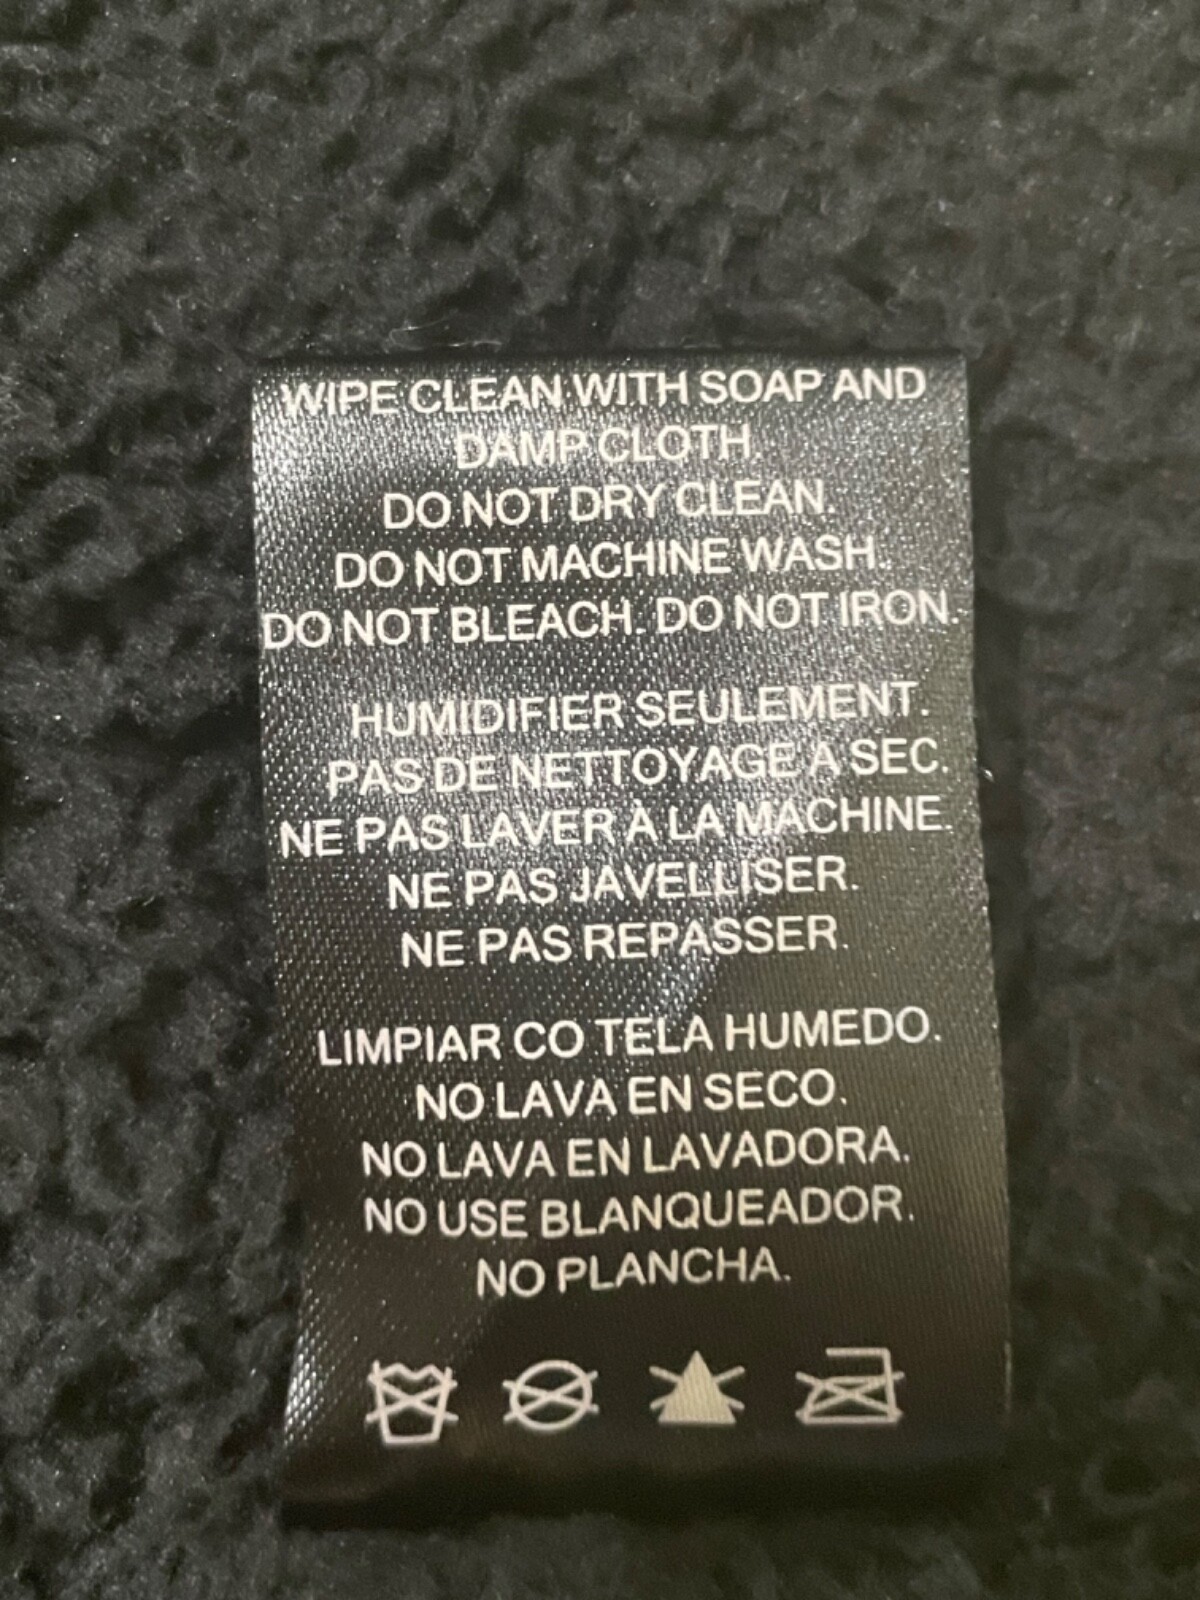 WIPE CLEAN WITH SOAP AND
DAMP CLOTH.
DO NOT DRY CLEAN.
DO NOT MACHINE WASH.
DO NOT BLEACH. DO NOT IRON.
HUMIDIFIER SEULEMENT.
PAS DE NETTOYAGE A SEC.
NE PAS LAVER À LA MACHINE.
NE PAS JAVELLISER.
NE PAS REPASSER.
LIMPIAR CO TELA HUMEDO.
NO LAVA EN SECO.
NO LAVA EN LAVADORA.
NO USE BLANQUEADOR.
NO PLANCHA.